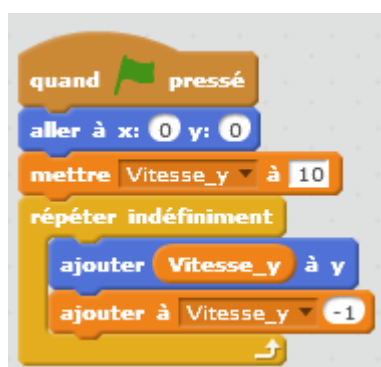 quand pressé
aller à x: 0 y: 0
mettre Vitesse_y à 10
répéter indéfiniment
ajouter Vitesse_y à y
ajouter à Vitesse_y -1